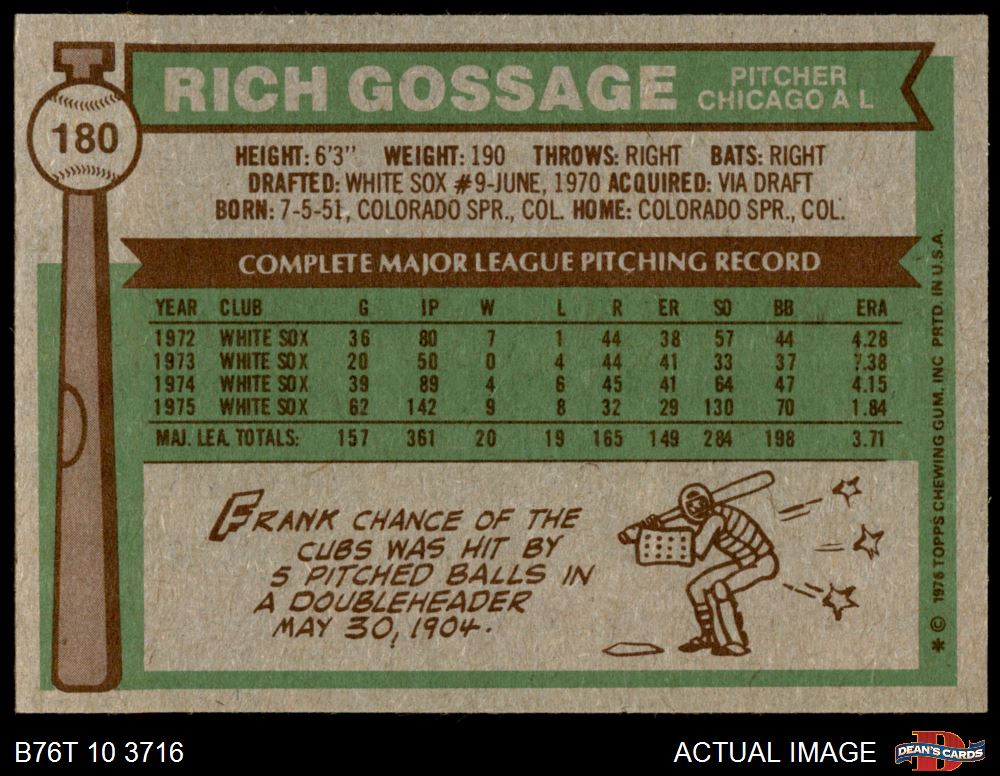 180
RICH GOSSAGE
PITCHER
CHICAGO A L
HEIGHT: 6'3" WEIGHT: 190 THROWS: RIGHT BATS: RIGHT
DRAFTED: WHITE SOX #9-JUNE, 1970 ACQUIRED: VIA DRAFT
BORN: 7-5-51, COLORADO SPR., COL. HOME: COLORADO SPR., COL.
COMPLETE MAJOR LEAGUE PITCHING RECORD
YEAR CLUB G IP W L R ER SO BB ERA
1972 WHITE SOX 36 80 7 1 44 38 57 44 4.28
1973 WHITE SOX 20 50 0 4 44 41 33 37 7.38
1974 WHITE SOX 39 89 4 6 45 41 64 47 4.15
1975 WHITE SOX 62 142 9 8 32 29 130 70 1.84
MAJ. LEA. TOTALS: 157 361 20 19 165 149 284 198 3.71
FRANK CHANCE OF THE
CUBS WAS HIT BY
5 PITCHED BALLS IN
A DOUBLEHEADER
MAY 30, 1904.
* © 1976 TOPPS CHEWING GUM, INC PRTD. IN U.S.A.
B76T 10 3716
ACTUAL IMAGE
DEAN'S CARDS